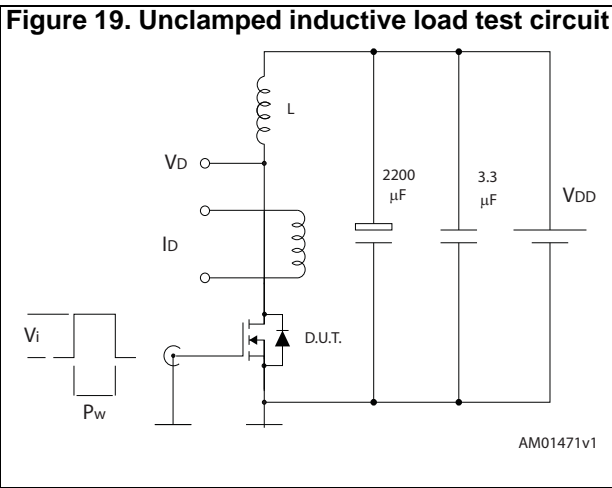 Figure 19. Unclamped inductive load test circuit
L
VD
2200
μF
3.3
μF
VDD
ID
Vi
D.U.T.
Pw
AM01471v1